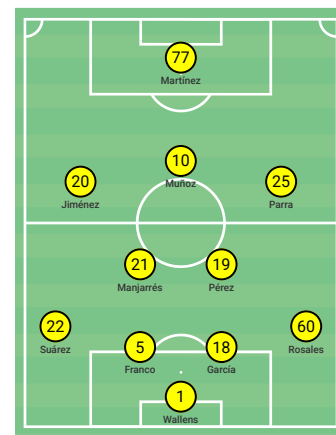 77
Martínez
10
Muñoz
20
Jiménez
25
Parra
21
Manjarrés
19
Pérez
22
Suárez
60
Rosales
5
Franco
18
García
1
Wallens